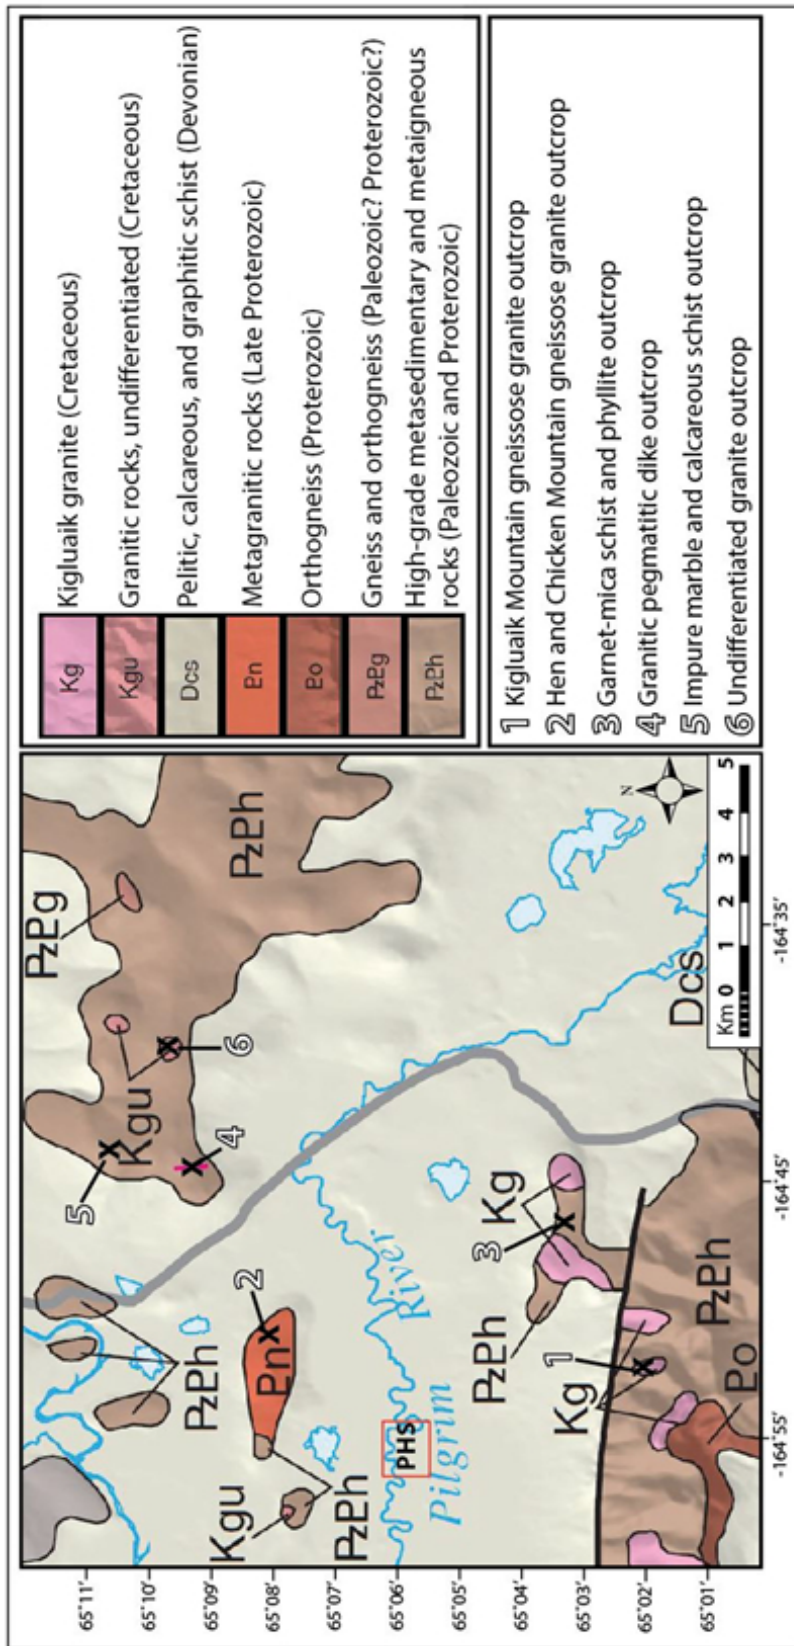 65°11′
65°10′
65°09′
65°08′
65°07′
65°06′
65°05′
65°04′
65°03′
65°02′
65°01′
-164°55′
-164°45′
-164°35′
PzPh
Kgu
PzPh
Pn
2
5
Kgu
4
6
PzPg
PzPh
PHS
Pilgrim
River
PzPh
3
Kg
Kg
1
Po
PzPh
Dcs
N
Km 0 1 2 3 4 5
Kg Kigluaik granite (Cretaceous)
Kgu Granitic rocks, undifferentiated (Cretaceous)
Dcs Pelitic, calcareous, and graphitic schist (Devonian)
Pn Metagranitic rocks (Late Proterozoic)
Po Orthogneiss (Proterozoic)
PzPg Gneiss and orthogneiss (Paleozoic? Proterozoic?)
PzPh High-grade metasedimentary and metaigneous
rocks (Paleozoic and Proterozoic)
1 Kigluaik Mountain gneissose granite outcrop
2 Hen and Chicken Mountain gneissose granite outcrop
3 Garnet-mica schist and phyllite outcrop
4 Granitic pegmatitic dike outcrop
5 Impure marble and calcareous schist outcrop
6 Undifferentiated granite outcrop